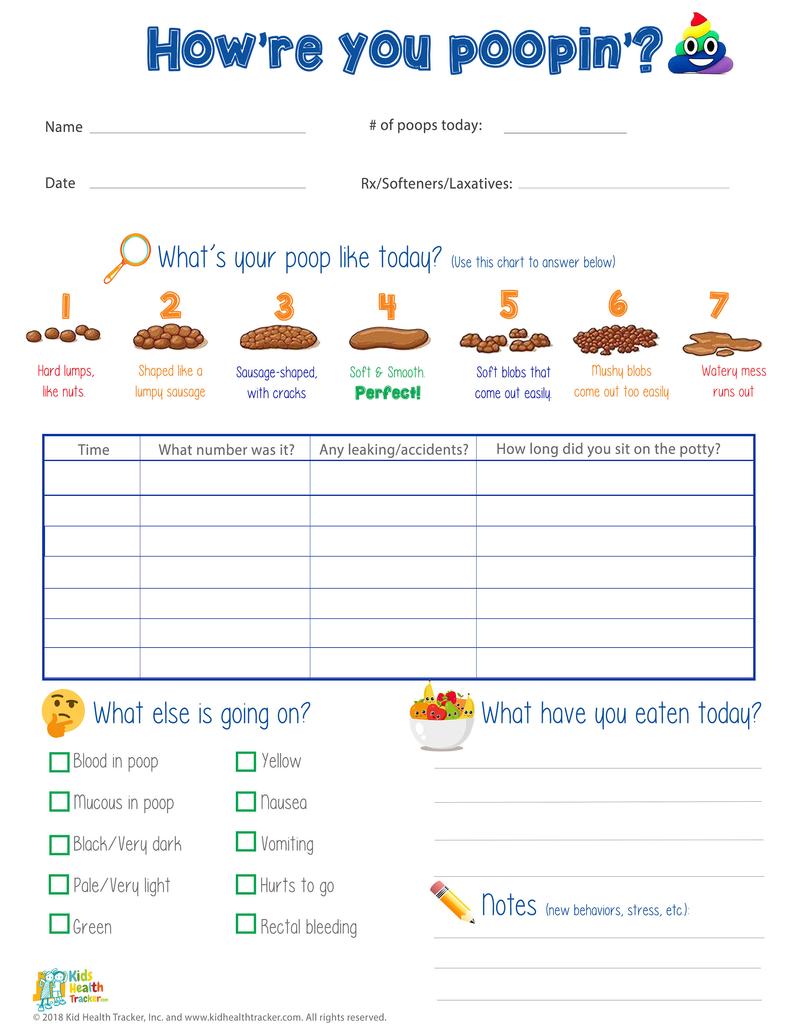 How're you poopin'?
Name
# of poops today:
Date
Rx/Softeners/Laxatives:
What's your poop like today? (Use this chart to answer below)
1 2 3 4 5 6 7
Hard lumps,
like nuts.
Shaped like a
lumpy sausage
Sausage-shaped,
with cracks
Soft & Smooth.
Perfect!
Soft blobs that
come out easily.
Mushy blobs
come out too easily
Watery mess
runs out
Time What number was it? Any leaking/accidents? How long did you sit on the potty?
What else is going on?
Blood in poop
Mucous in poop
Black/Very dark
Pale/Very light
Green
Yellow
Nausea
Vomiting
Hurts to go
Rectal bleeding
What have you eaten today?
Notes (new behaviors, stress, etc.):
Kids
Health
Tracker.com
© 2018 Kid Health Tracker, Inc. and www.kidhealthtracker.com. All rights reserved.